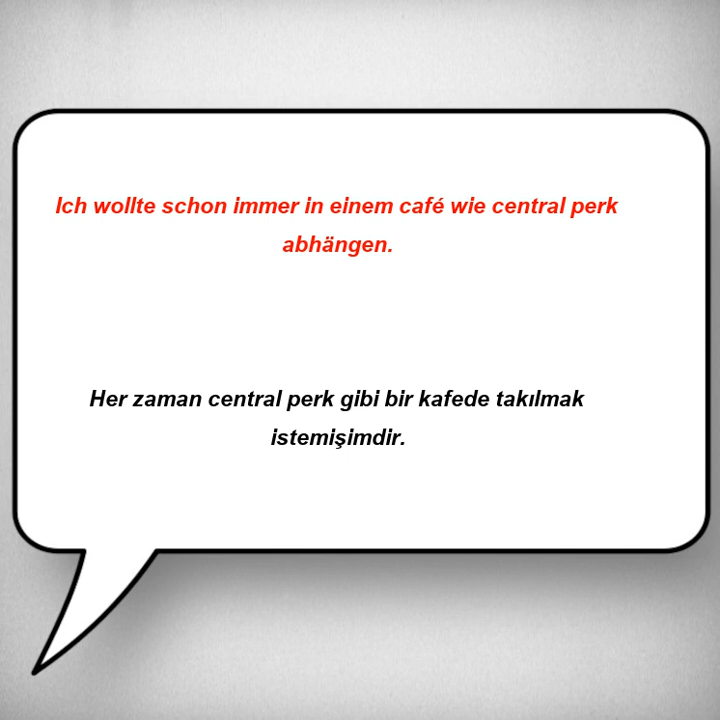 Ich wollte schon immer in einem café wie central perk
abhängen.
Her zaman central perk gibi bir kafede takılmak
istemişimdir.